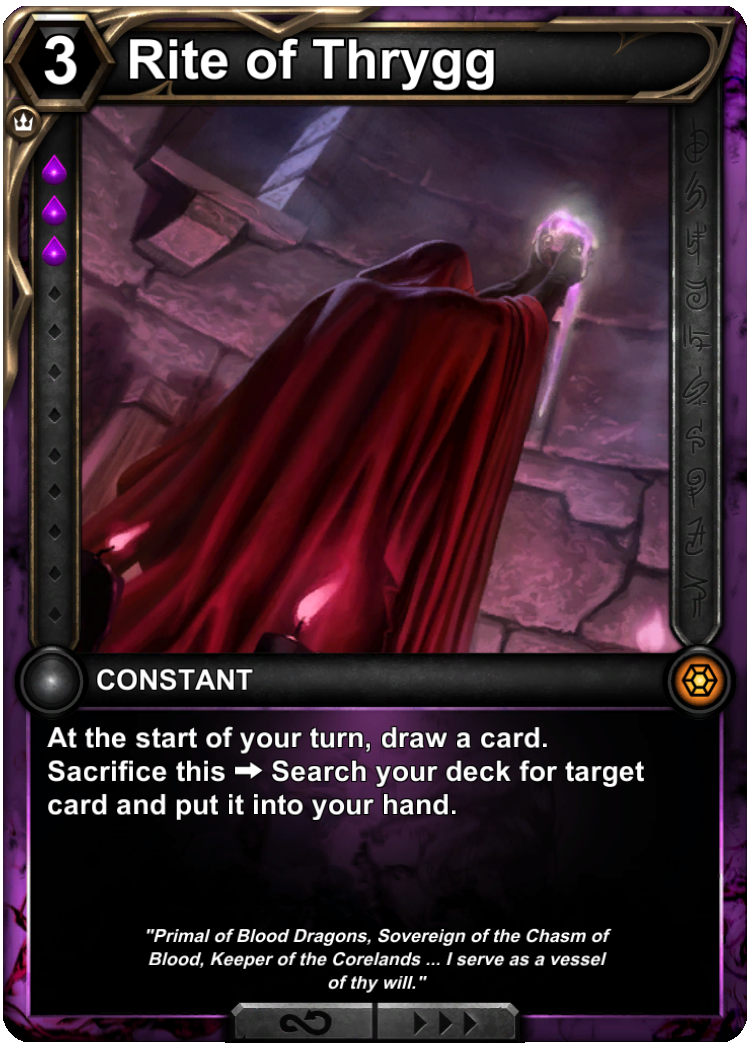 3
Rite of Thrygg
CONSTANT
At the start of your turn, draw a card.
Sacrifice this ➡ Search your deck for target
card and put it into your hand.
"Primal of Blood Dragons, Sovereign of the Chasm of
Blood, Keeper of the Corelands ... I serve as a vessel
of thy will."